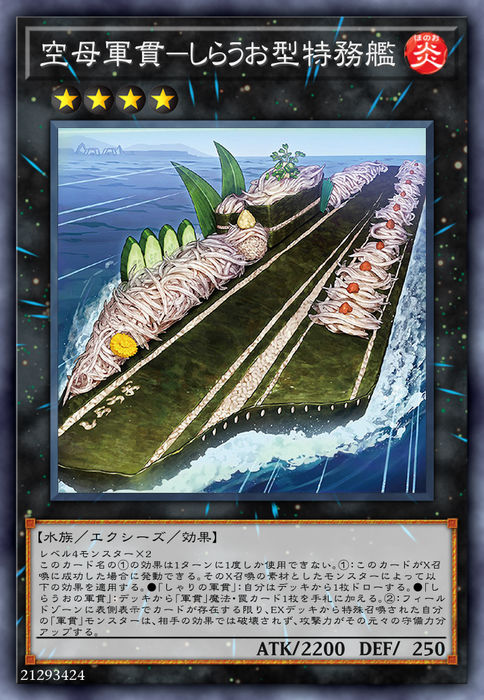 空母軍貫－しらうお型特務艦
ほのお
炎
【水族／エクシーズ／効果】
レベル4モンスター×2
このカード名の①の効果は1ターンに1度しか使用できない。①：このカードがX召
喚に成功した場合に発動できる。そのX召喚の素材としたモンスターによって以
下の効果を適用する。●「しゃりの軍貫」：自分はデッキから1枚ドローする。●「し
らうおの軍貫」：デッキから「軍貫」魔法・罠カード1枚を手札に加える。②：フィール
ドゾーンに表側表示でカードが存在する限り、EXデッキから特殊召喚された自分
の「軍貫」モンスターは、相手の効果では破壊されず、攻撃力がその元々の守備力分
アップする。
ATK/2200 DEF/ 250
21293424